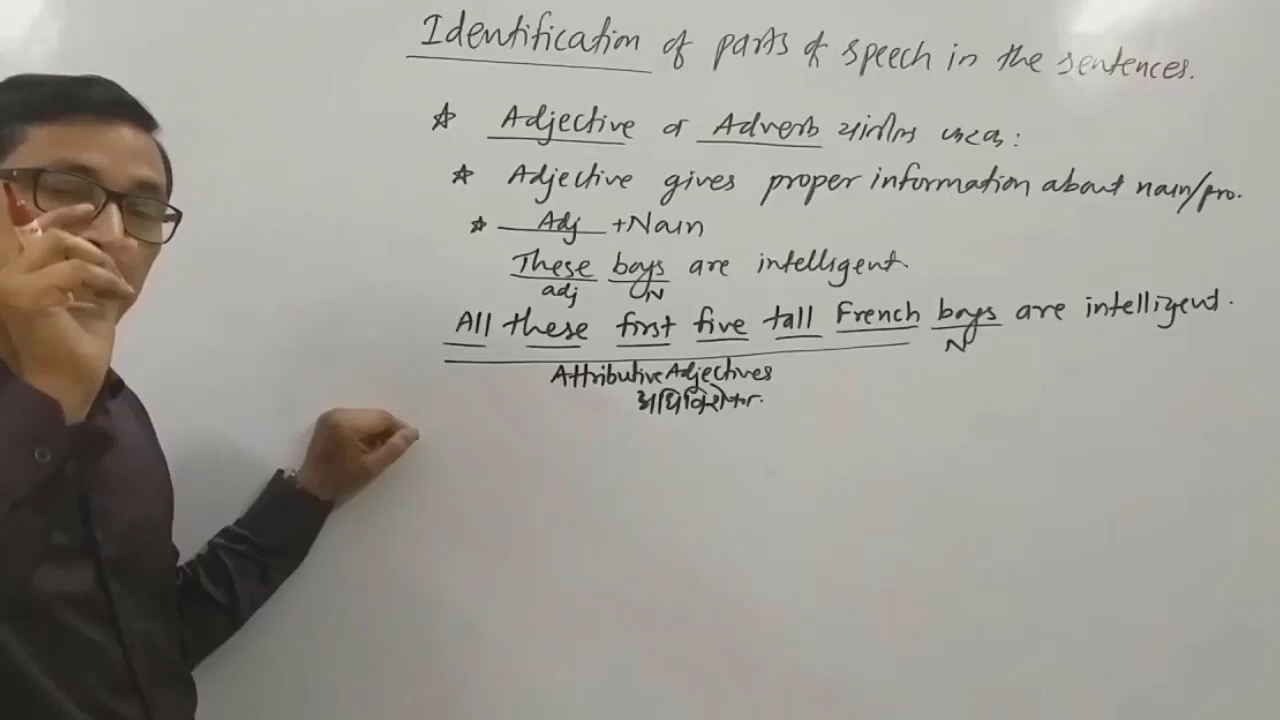 Identification of parts of speech in the sentences.
☆ Adjective or Adverb
☆ Adjective gives proper information about noun/pro.
☆ Adj + Noun
These boys are intelligent.
adj N
All these first five tall French boys are intelligent.
N
Attributive Adjectives